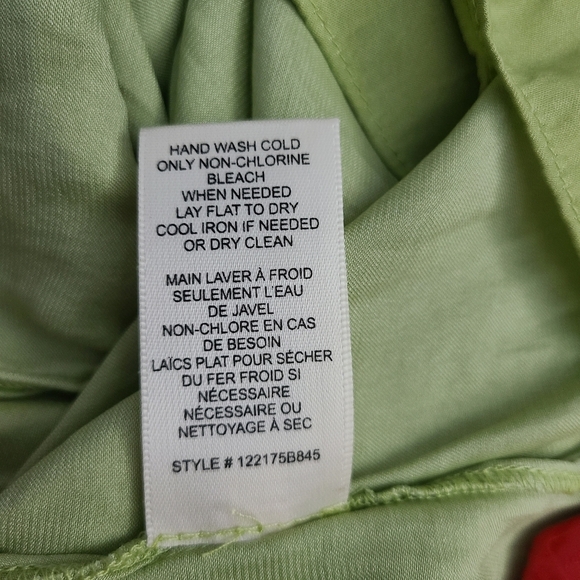 HAND WASH COLD
ONLY NON-CHLORINE
BLEACH
WHEN NEEDED
LAY FLAT TO DRY
COOL IRON IF NEEDED
OR DRY CLEAN
MAIN LAVER À FROID
SEULEMENT L'EAU
DE JAVEL
NON-CHLORE EN CAS
DE BESOIN
LAÏCS PLAT POUR SÉCHER
DU FER FROID SI
NÉCESSAIRE
NÉCESSAIRE OU
NETTOYAGE À SEC
STYLE # 122175B845